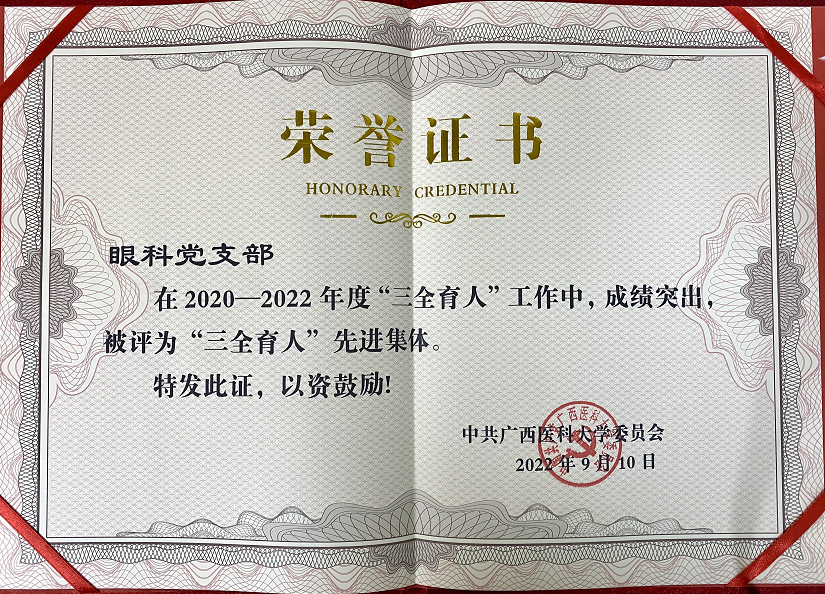 荣誉证书
HONORARY CREDENTIAL
眼科党支部
在2020—2022年度“三全育人”工作中，成绩突出，
被评为“三全育人”先进集体。
特发此证，以资鼓励！
中共广西医科大学委员会
2022年9月10日